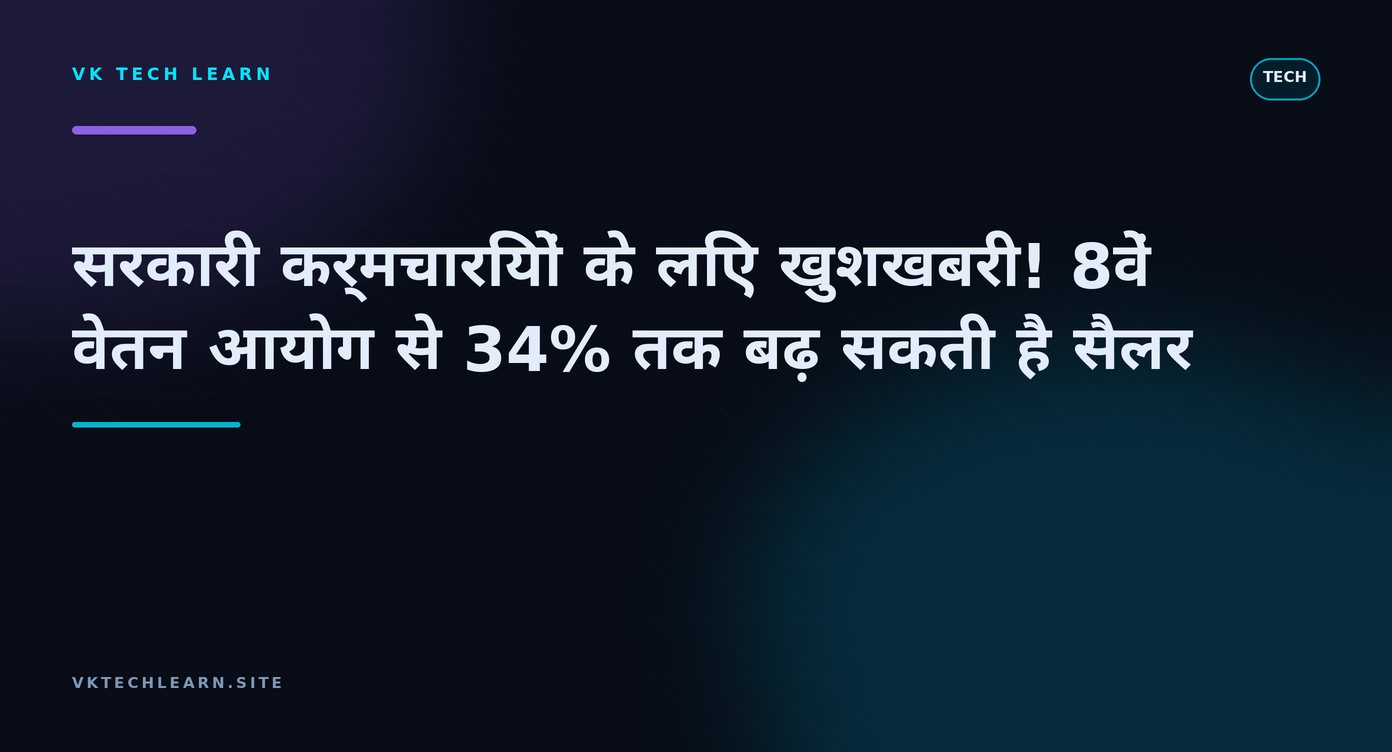 VK TECH LEARN
TECH
सरकारी कर्मचारियों के लिए खुशखबरी! 8वें
वेतन आयोग से 34% तक बढ़ सकती है सैलर
VKTECHLEARN.SITE